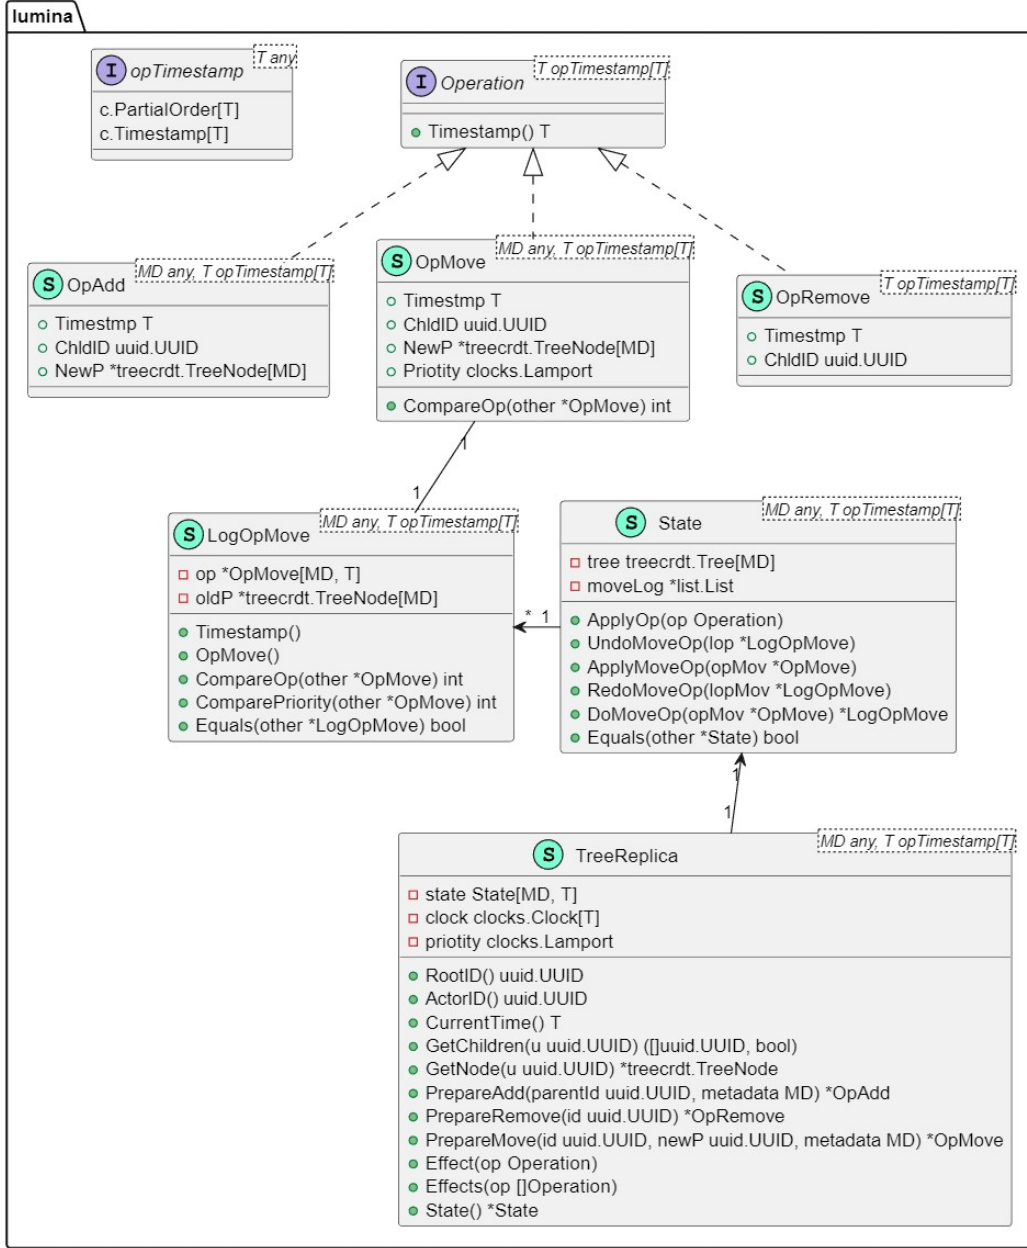 lumina
I opTimestamp
T any
c.PartialOrder[T]
c.Timestamp[T]
I Operation
T opTimestamp[T]
Timestamp() T
S OpAdd
MD any, T opTimestamp[T]
Timestmp T
ChldID uuid.UUID
NewP *treecrdt.TreeNode[MD]
S OpMove
MD any, T opTimestamp[T]
Timestmp T
ChldID uuid.UUID
NewP *treecrdt.TreeNode[MD]
Priotity clocks.Lamport
CompareOp(other *OpMove) int
S OpRemove
T opTimestamp[T]
Timestmp T
ChldID uuid.UUID
1
1
S LogOpMove
MD any, T opTimestamp[T]
op *OpMove[MD, T]
oldP *treecrdt.TreeNode[MD]
Timestamp()
OpMove()
CompareOp(other *OpMove) int
ComparePriority(other *OpMove) int
Equals(other *LogOpMove) bool
* 1
S State
MD any, T opTimestamp[T]
tree treecrdt.Tree[MD]
moveLog *list.List
ApplyOp(op Operation)
UndoMoveOp(lop *LogOpMove)
ApplyMoveOp(opMov *OpMove)
RedoMoveOp(lopMov *LogOpMove)
DoMoveOp(opMov *OpMove) *LogOpMove
Equals(other *State) bool
1
1
S TreeReplica
MD any, T opTimestamp[T]
state State[MD, T]
clock clocks.Clock[T]
priotity clocks.Lamport
RootID() uuid.UUID
ActorID() uuid.UUID
CurrentTime() T
GetChildren(u uuid.UUID) ([]uuid.UUID, bool)
GetNode(u uuid.UUID) *treecrdt.TreeNode
PrepareAdd(parentId uuid.UUID, metadata MD) *OpAdd
PrepareRemove(id uuid.UUID) *OpRemove
PrepareMove(id uuid.UUID, newP uuid.UUID, metadata MD) *OpMove
Effect(op Operation)
Effects(op []Operation)
State() *State